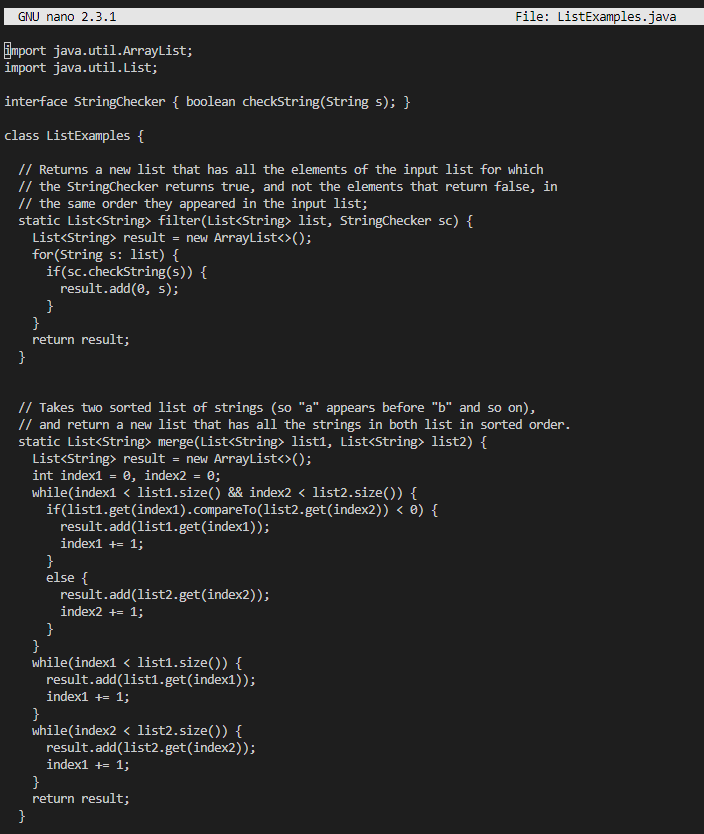 GNU nano 2.3.1 File: ListExamples.java
import java.util.ArrayList;
import java.util.List;
interface StringChecker { boolean checkString(String s); }
class ListExamples {
// Returns a new list that has all the elements of the input list for which
// the StringChecker returns true, and not the elements that return false, in
// the same order they appeared in the input list;
static List<String> filter(List<String> list, StringChecker sc) {
List<String> result = new ArrayList<>();
for(String s: list) {
if(sc.checkString(s)) {
result.add(0, s);
}
}
return result;
}
// Takes two sorted list of strings (so "a" appears before "b" and so on),
// and return a new list that has all the strings in both list in sorted order.
static List<String> merge(List<String> list1, List<String> list2) {
List<String> result = new ArrayList<>();
int index1 = 0, index2 = 0;
while(index1 < list1.size() && index2 < list2.size()) {
if(list1.get(index1).compareTo(list2.get(index2)) < 0) {
result.add(list1.get(index1));
index1 += 1;
}
else {
result.add(list2.get(index2));
index2 += 1;
}
}
while(index1 < list1.size()) {
result.add(list1.get(index1));
index1 += 1;
}
while(index2 < list2.size()) {
result.add(list2.get(index2));
index1 += 1;
}
return result;
}